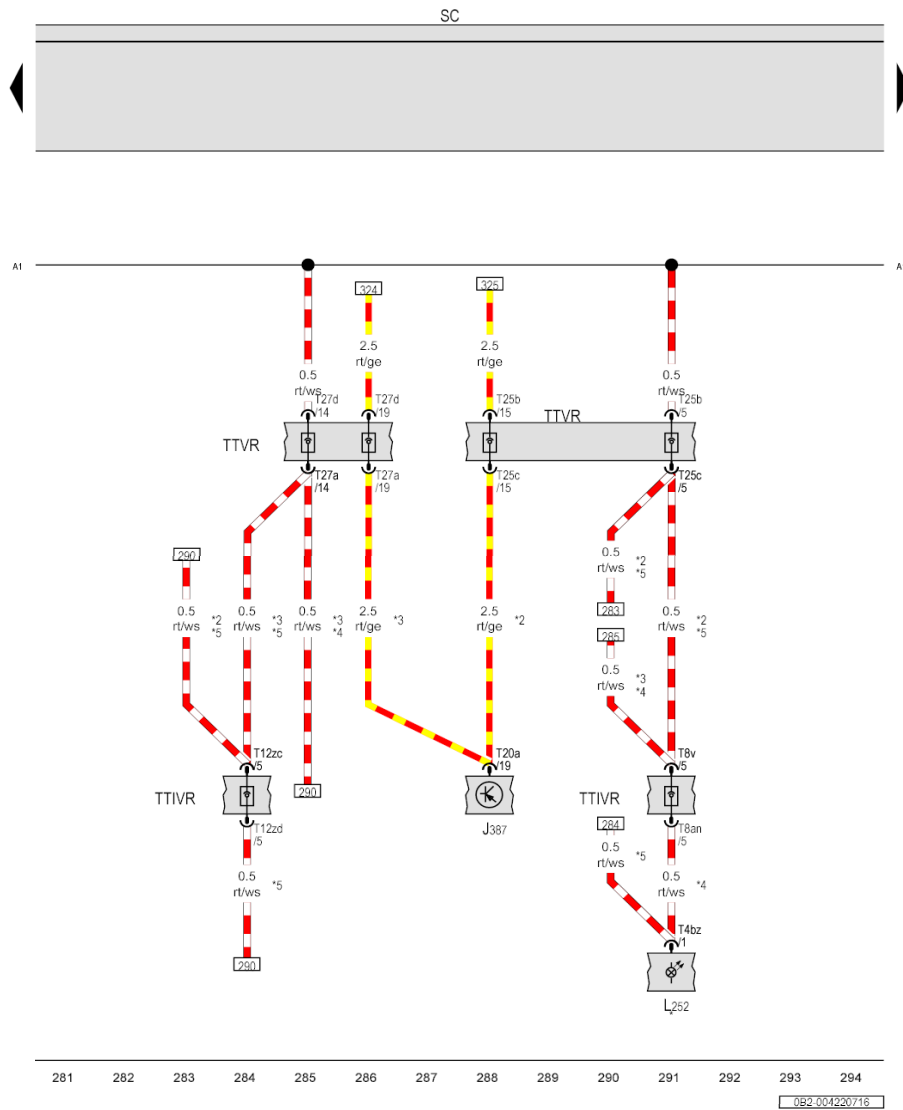 SC
A1
A
324
325
2.5
rt/ge
2.5
rt/ge
0.5
rt/ws
0.5
rt/ws
T27d
/14
T27d
/19
T25b
/15
T25b
/5
TTVR
TTVR
T27a
/14
T27a
/19
T25c
/15
T25c
/5
290
0.5
rt/ws
*2
*5
283
285
0.5
rt/ws
*2
*5
0.5
rt/ws
*3
*5
0.5
rt/ws
*3
*4
2.5
rt/ge
*3
2.5
rt/ge
*2
0.5
rt/ws
*2
*5
0.5
rt/ws
*3
*4
T12zc
/5
T20a
/19
T8v
/5
TTIVR
290
J387
TTIVR
T12zd
/5
284
T8an
/5
0.5
rt/ws
*5
0.5
rt/ws
*5
0.5
rt/ws
*4
T4bz
/1
290
L252
*
281 282 283 284 285 286 287 288 289 290 291 292 293 294
0B2-004220716